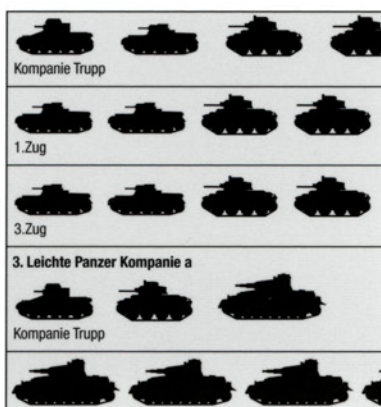 Kompanie Trupp
1.Zug
3.Zug
3. Leichte Panzer Kompanie a
Kompanie Trupp